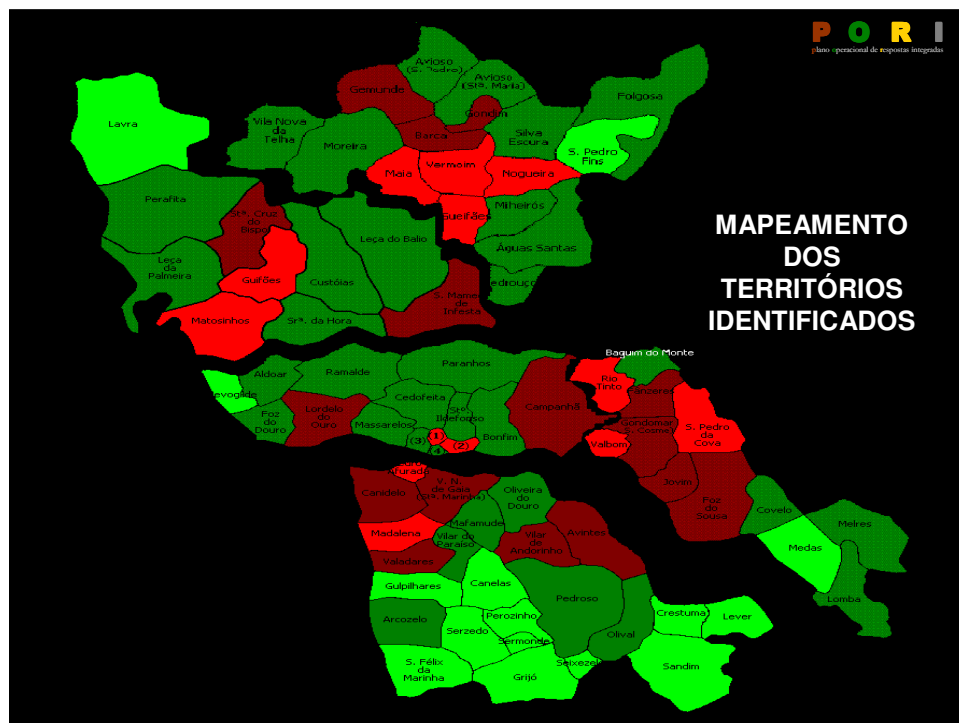 P O R I
plano operacional de respostas integradas
MAPEAMENTO
DOS
TERRITÓRIOS
IDENTIFICADOS
Avioso
(S. Pedro)
Avioso
(Stª. Maria)
Gemunde
Gondim
Folgosa
Lavra
Vila Nova
da
Telha
Moreira
Barca
Silva
Escura
S. Pedro
Fins
Maia
Vermoim
Nogueira
Perafita
Stª. Cruz
do
Bispo
Gueifães
Milheirós
Leça do Balio
Águas Santas
Leça
da
Palmeira
Guifões
Custóias
Pedrouços
S. Mamede
de
Infesta
Matosinhos
Srª. da Hora
Baguim do Monte
Aldoar
Ramalde
Paranhos
Rio
Tinto
Nevogilde
Cedofeita
Fanzeres
Foz
do
Douro
Lordelo
do
Ouro
Massarelos
Stº
Ildefonso
Bonfim
Campanhã
(1)
(2)
(3)
(4)
Valbom
Gondomar
S. Cosme
S. Pedro
da
Cova
Jovim
Foz
do
Sousa
Covelo
Melres
Medas
Lomba
Afurada
Canidelo
V. N.
de Gaia
(Stª. Marinha)
Oliveira
do
Douro
Mafamude
Madalena
Vilar do
Paraíso
Vilar
de
Andorinho
Avintes
Valadares
Gulpilhares
Canelas
Pedroso
Arcozelo
Perozinho
Serzedo
Sermonde
Olival
Crestuma
Lever
S. Félix
da
Marinha
Grijó
Seixezelo
Sandim